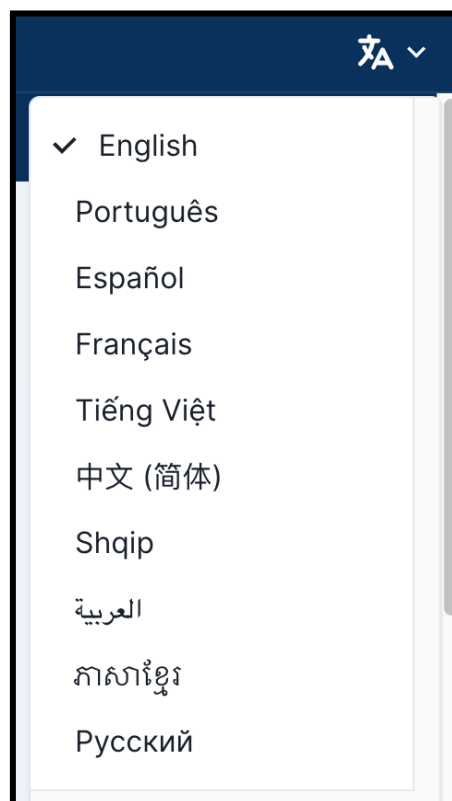 English
Português
Español
Français
Tiếng Việt
中文 (简体)
Shqip
العربية
ភាសាខ្មែរ
Русский